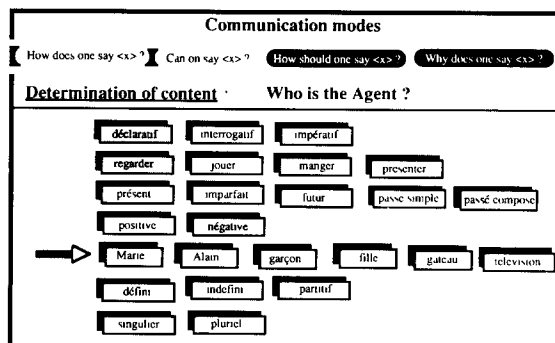 Communication modes
How does one say <x> ? Can on say <x> ? How should one say <x> ? Why does one say <x> ?
Determination of content Who is the Agent ?
déclaratif interrogatif impératif
regarder jouer manger presenter
présent imparfait futur passe simple passé compose
positive négative
Marie Alain garçon fille gateau television
défini indefini partitif
singulier pluriel